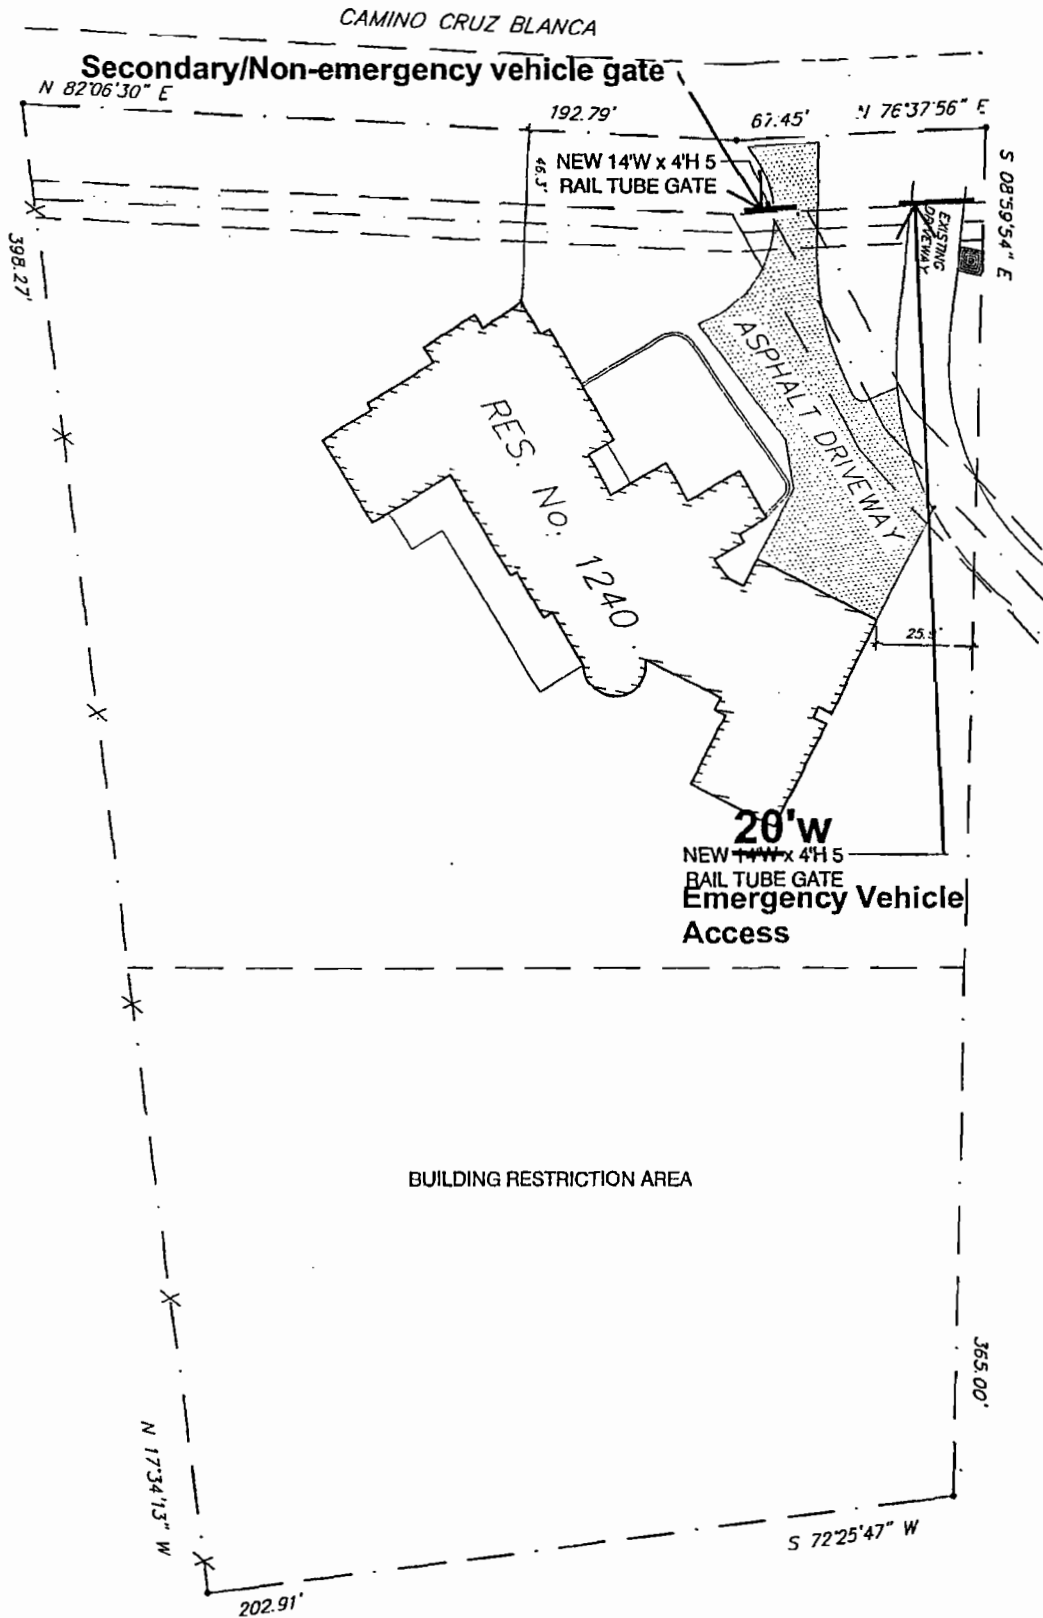 CAMINO CRUZ BLANCA
Secondary/Non-emergency vehicle gate
N 82°06'30" E
192.79'
67.45'
N 76°37'56" E
S 08°59'54" E
46.3'
NEW 14'W x 4'H 5
RAIL TUBE GATE
EXISTING
DRIVEWAY
398.27'
ASPHALT DRIVEWAY
RES. No. 1240
20'w
NEW 14'W x 4'H 5
RAIL TUBE GATE
Emergency Vehicle
Access
BUILDING RESTRICTION AREA
365.00'
N 17°34'13" W
S 72°25'47" W
202.91'